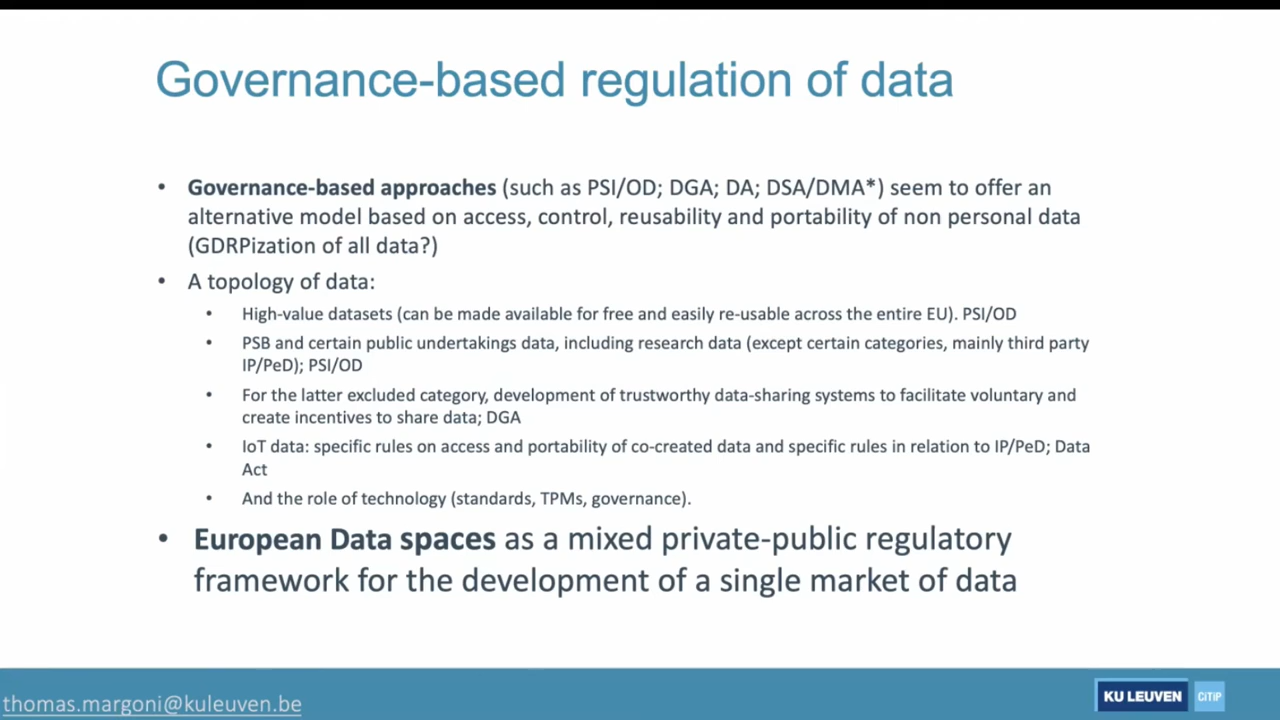 Governance-based regulation of data
• Governance-based approaches (such as PSI/OD; DGA; DA; DSA/DMA*) seem to offer an
alternative model based on access, control, reusability and portability of non personal data
(GDRPization of all data?)
• A topology of data:
• High-value datasets (can be made available for free and easily re-usable across the entire EU). PSI/OD
• PSB and certain public undertakings data, including research data (except certain categories, mainly third party
IP/PeD); PSI/OD
• For the latter excluded category, development of trustworthy data-sharing systems to facilitate voluntary and
create incentives to share data; DGA
• IoT data: specific rules on access and portability of co-created data and specific rules in relation to IP/PeD; Data
Act
• And the role of technology (standards, TPMs, governance).
• European Data spaces as a mixed private-public regulatory
framework for the development of a single market of data
thomas.margoni@kuleuven.be
KU LEUVEN CiTiP